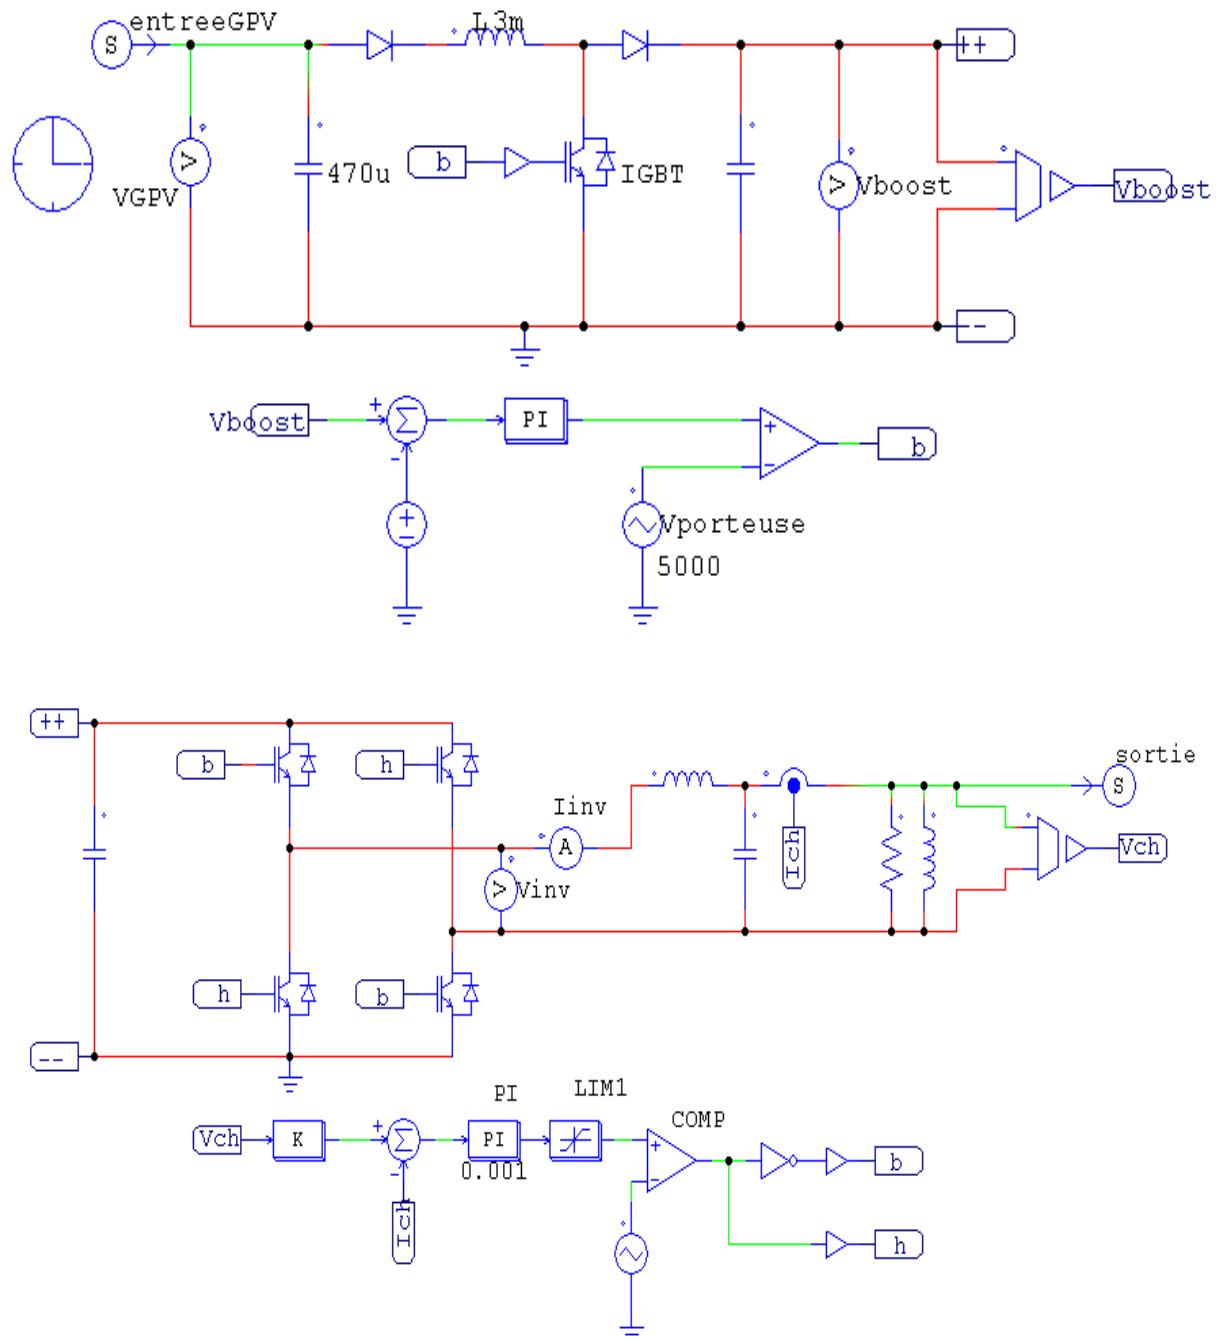 entreeGPV
L3m
S
++
V
VGPV
470u
b
IGBT
V
Vboost
Vboost
--
Vboost
+
Σ
-
PI
+
-
b
Vporteuse
5000
++
b
h
sortie
S
Iinv
A
V
Vinv
Ich
Vch
h
b
--
PI
LIM1
COMP
Vch
K
+
Σ
-
PI
0.001
+
-
b
Ich
h